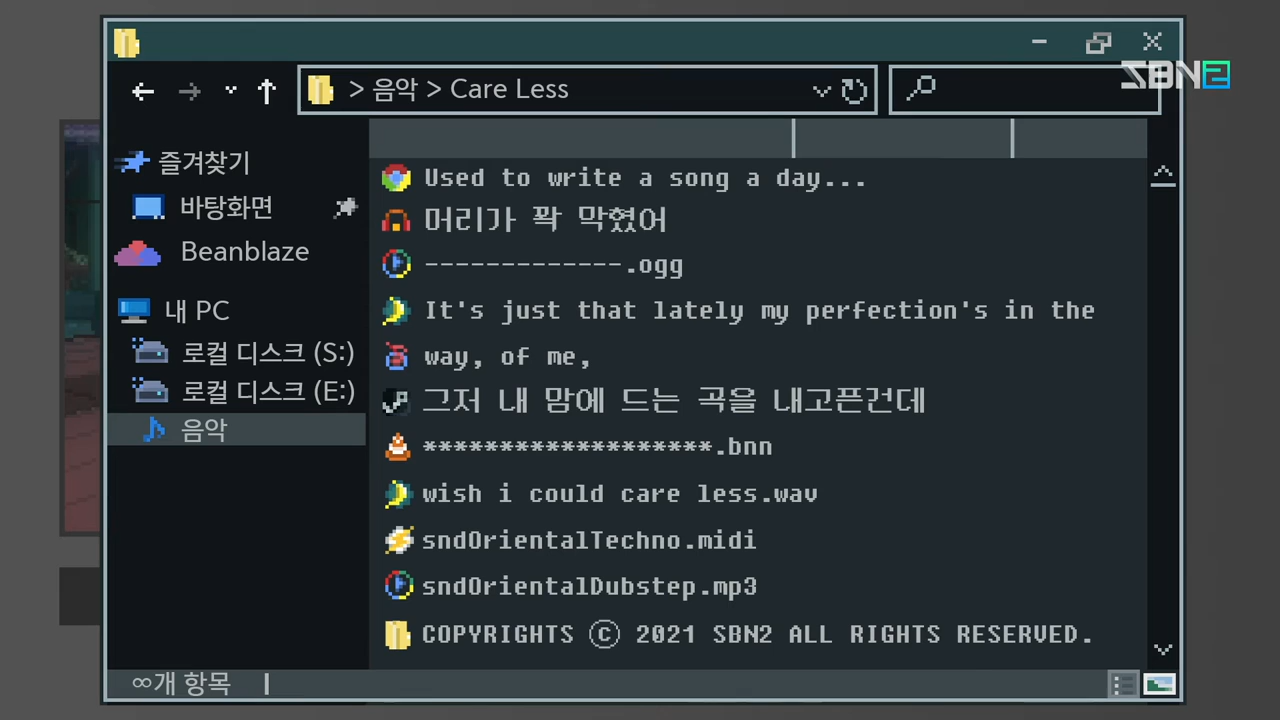 SBN2
> 음악 > Care Less
즐겨찾기
바탕화면
Beanblaze
내 PC
로컬 디스크 (S:)
로컬 디스크 (E:)
음악
Used to write a song a day...
머리가 꽉 막혔어
-------------.ogg
It's just that lately my perfection's in the
way, of me,
그저 내 맘에 드는 곡을 내고픈건데
*******************.bnn
wish i could care less.wav
sndOrientalTechno.midi
sndOrientalDubstep.mp3
COPYRIGHTS ⓒ 2021 SBN2 ALL RIGHTS RESERVED.
∞개 항목